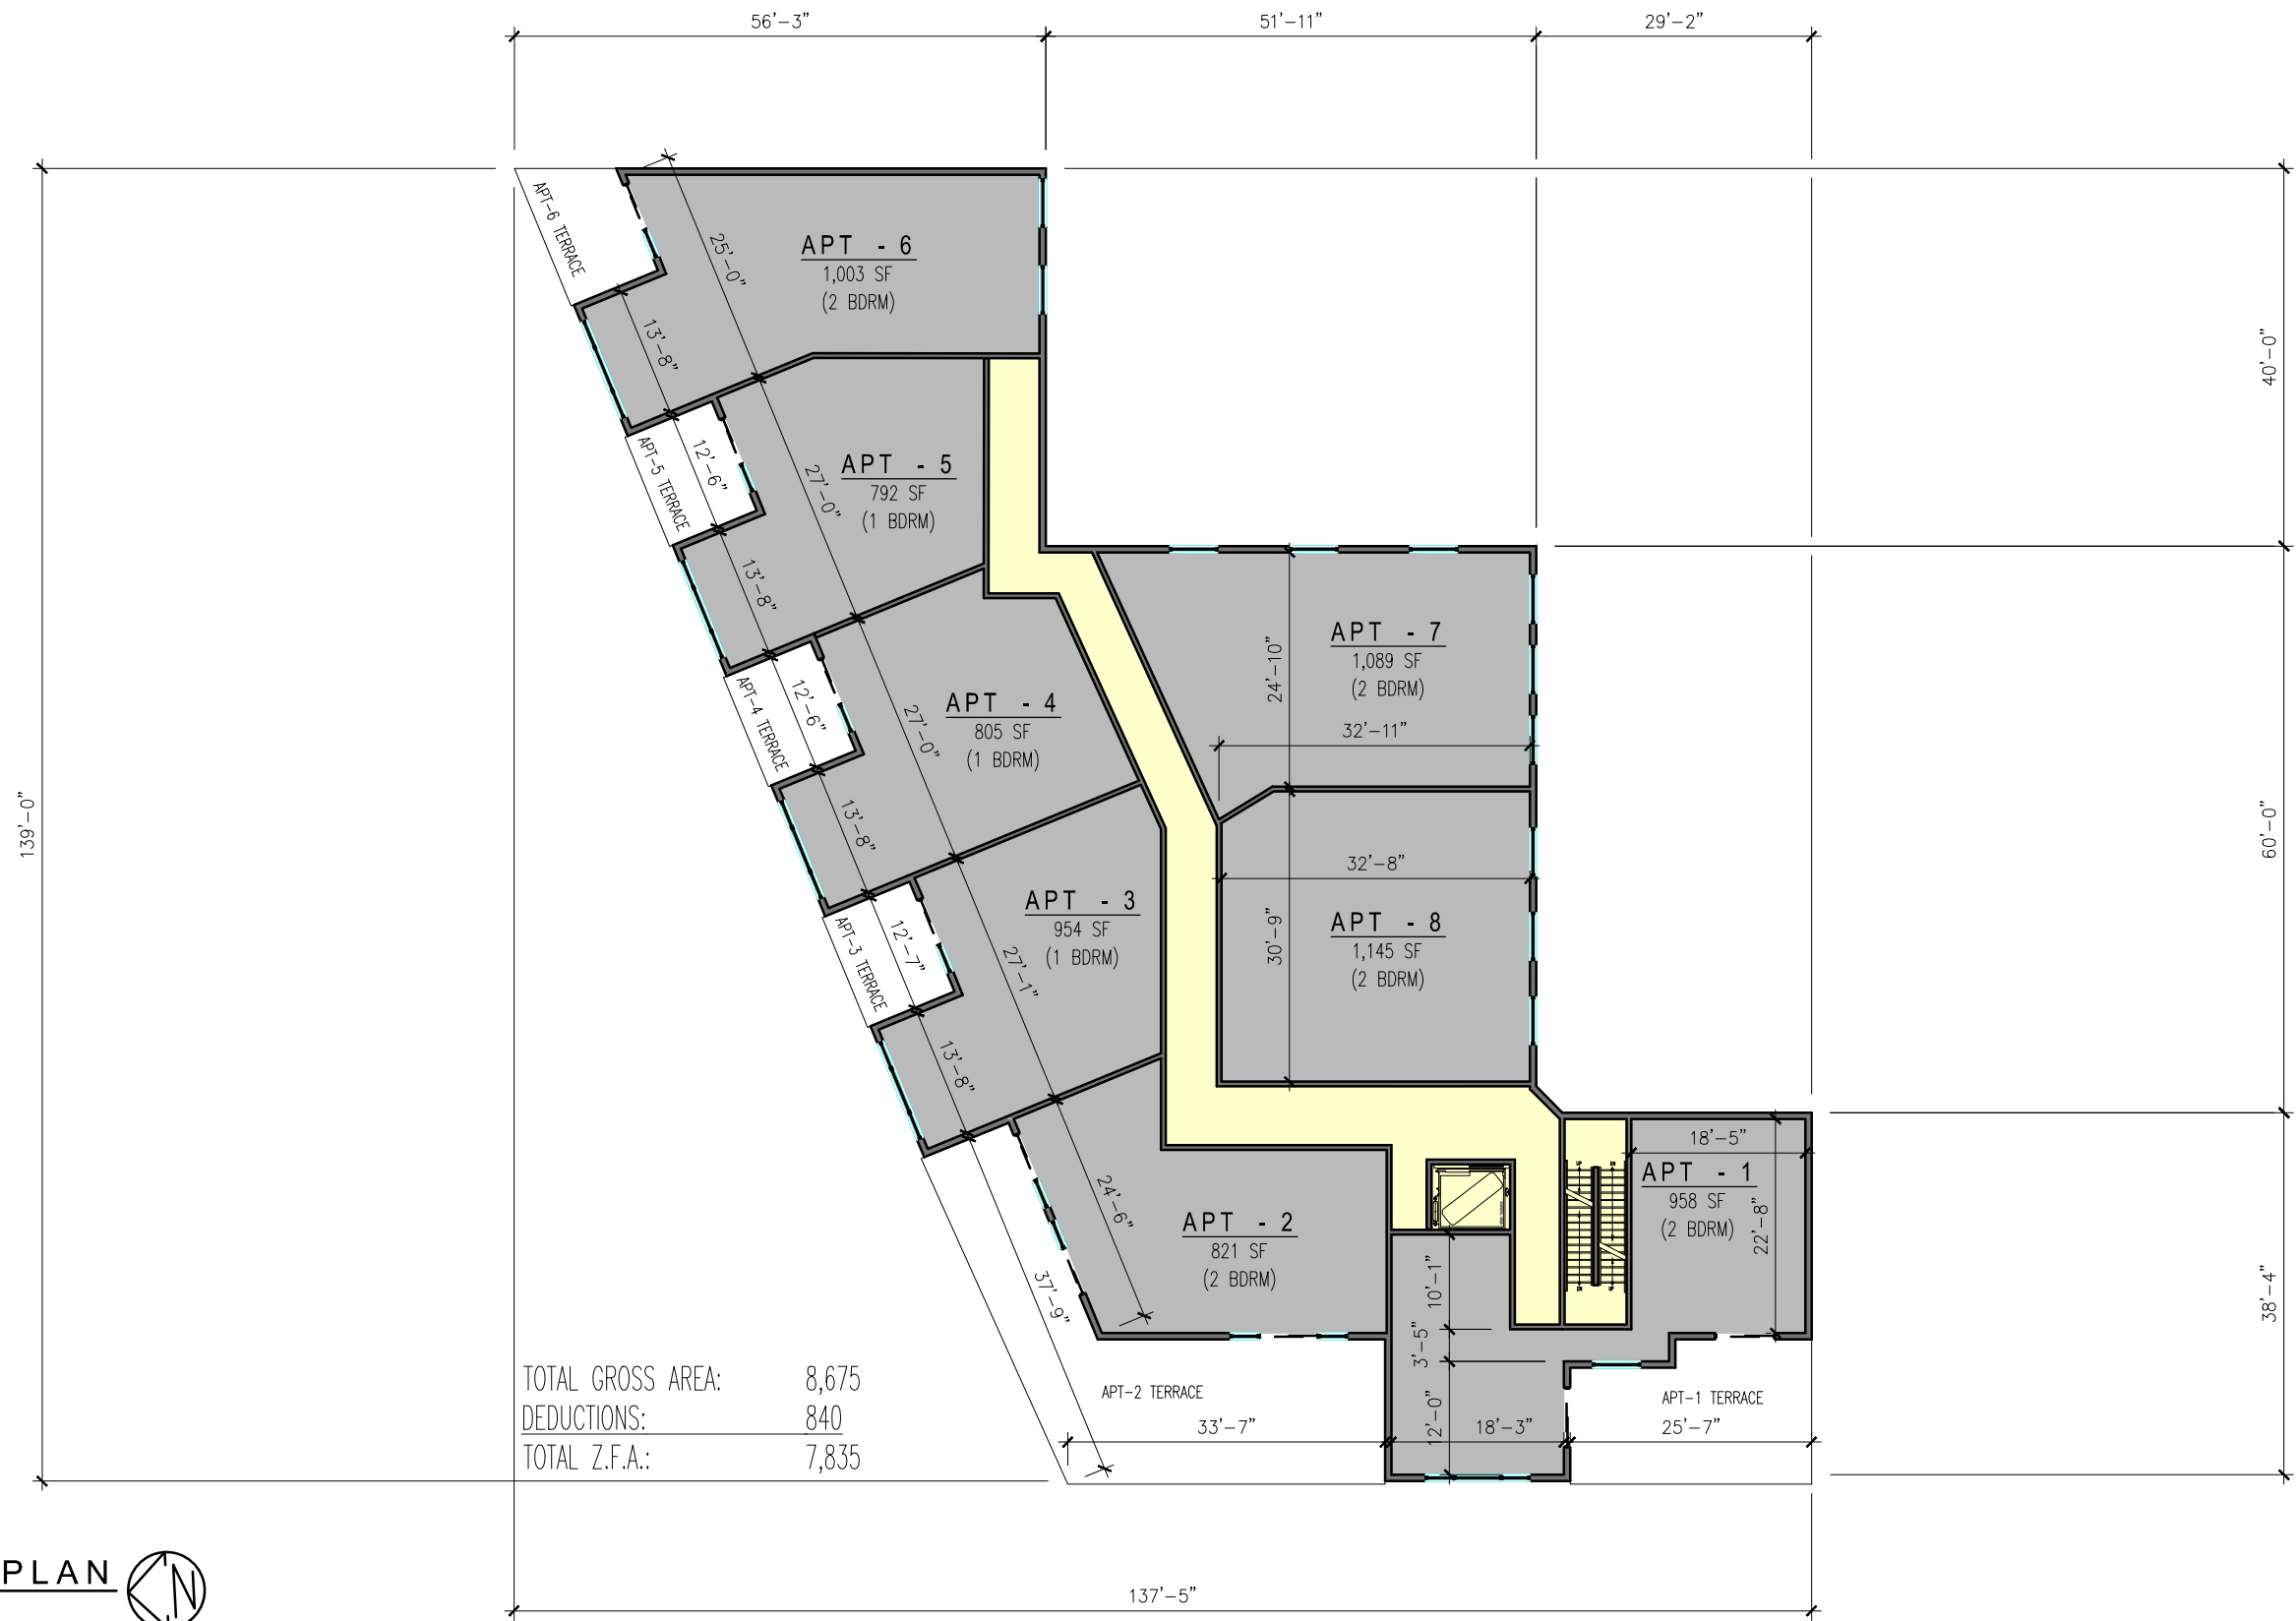 56'-3"
51'-11"
29'-2"
APT-6 TERRACE
25'-0"
APT - 6
1,003 SF
(2 BDRM)
13'-8"
40'-0"
APT-5 TERRACE
12'-6"
27'-0"
APT - 5
792 SF
(1 BDRM)
13'-8"
APT - 7
1,089 SF
(2 BDRM)
24'-10"
32'-11"
APT-4 TERRACE
12'-6"
27'-0"
APT - 4
805 SF
(1 BDRM)
13'-8"
139'-0"
60'-0"
32'-8"
APT - 3
954 SF
(1 BDRM)
APT - 8
1,145 SF
(2 BDRM)
30'-9"
APT-3 TERRACE
12'-7"
27'-1"
13'-8"
18'-5"
APT - 1
958 SF
(2 BDRM)
22'-8"
UP
DN
DN
UP
24'-6"
APT - 2
821 SF
(2 BDRM)
37'-9"
10'-1"
3'-5"
12'-0"
38'-4"
TOTAL GROSS AREA: 8,675
DEDUCTIONS: 840
TOTAL Z.F.A.: 7,835
APT-2 TERRACE
33'-7"
18'-3"
APT-1 TERRACE
25'-7"
PLAN
N
137'-5"